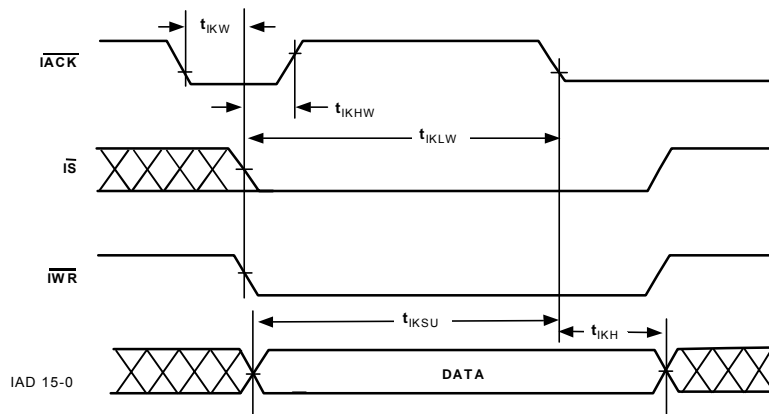 tIKW
IACK
tIKHW
tIKLW
IS
IWR
tIKSU
tIKH
IAD 15-0
DATA